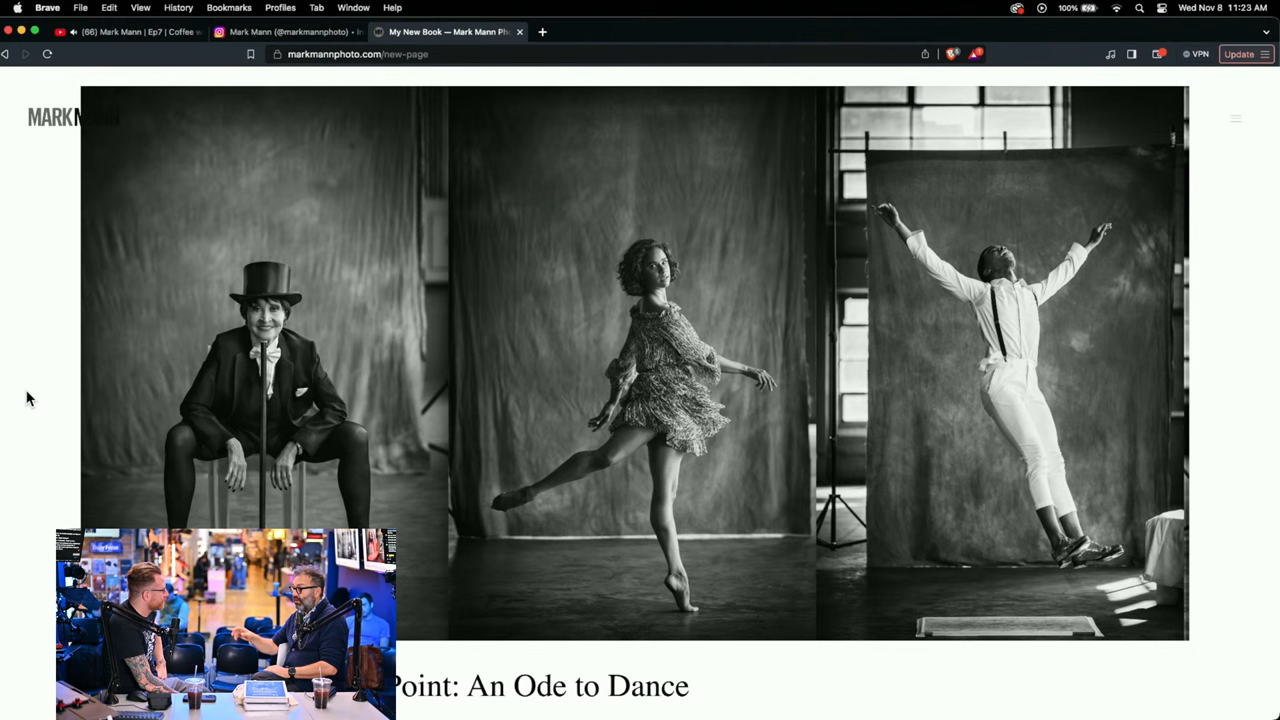 Brave File Edit View History Bookmarks Profiles Tab Window Help 100% Wed Nov 8 11:23 AM
(66) Mark Mann | Ep7 | Coffee w Mark Mann (@markmannphoto) • In My New Book — Mark Mann Ph
markmannphoto.com/new-page VPN Update
MARK MANN
Point: An Ode to Dance